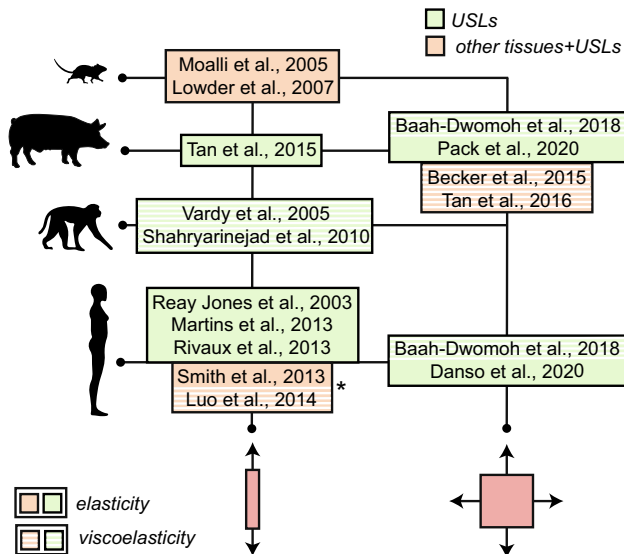 USLs
other tissues+USLs
Moalli et al., 2005
Lowder et al., 2007
Tan et al., 2015
Baah-Dwomoh et al., 2018
Pack et al., 2020
Becker et al., 2015
Tan et al., 2016
Vardy et al., 2005
Shahryarinejad et al., 2010
Reay Jones et al., 2003
Martins et al., 2013
Rivaux et al., 2013
Smith et al., 2013
Luo et al., 2014
*
Baah-Dwomoh et al., 2018
Danso et al., 2020
elasticity
viscoelasticity